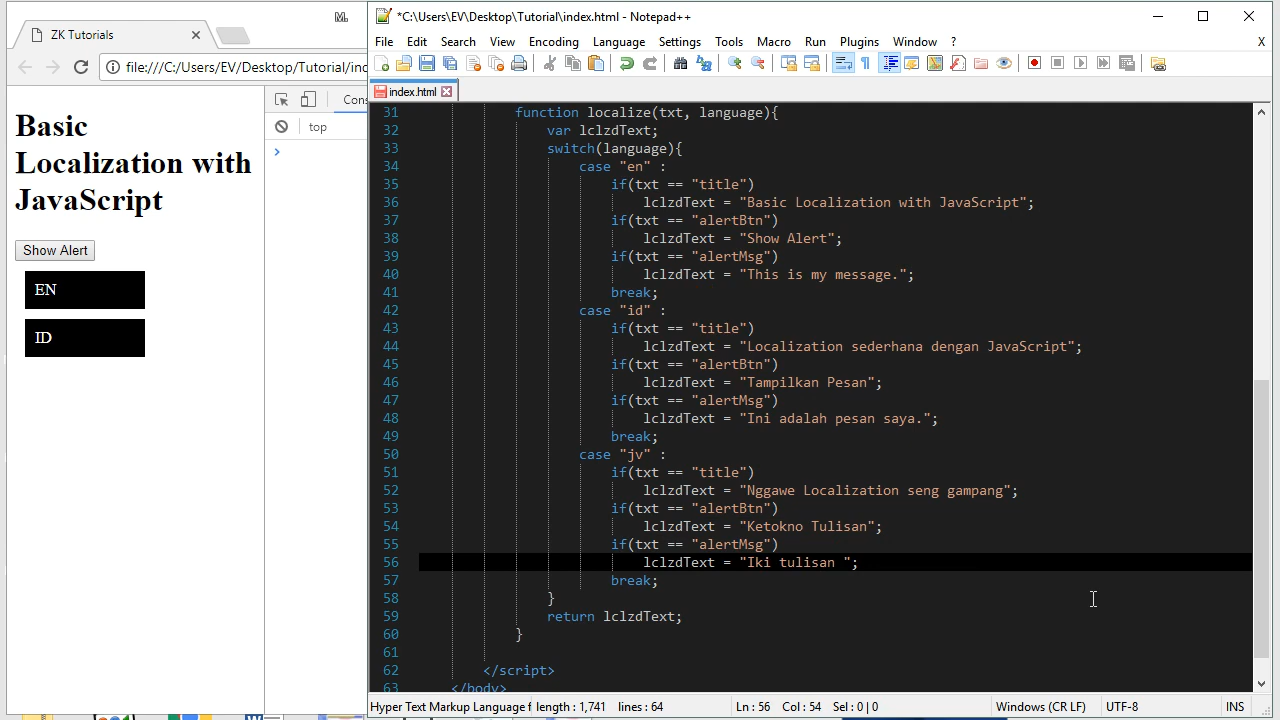 ZK Tutorials
file:///C:/Users/EV/Desktop/Tutorial/ind
Basic
Localization with
JavaScript
Show Alert
EN
ID
Cons
top
*C:\Users\EV\Desktop\Tutorial\index.html - Notepad++
File Edit Search View Encoding Language Settings Tools Macro Run Plugins Window ? X
index.html
31 function localize(txt, language){
32 var lclzdText;
33 switch(language){
34 case "en" :
35 if(txt == "title")
36 lclzdText = "Basic Localization with JavaScript";
37 if(txt == "alertBtn")
38 lclzdText = "Show Alert";
39 if(txt == "alertMsg")
40 lclzdText = "This is my message.";
41 break;
42 case "id" :
43 if(txt == "title")
44 lclzdText = "Localization sederhana dengan JavaScript";
45 if(txt == "alertBtn")
46 lclzdText = "Tampilkan Pesan";
47 if(txt == "alertMsg")
48 lclzdText = "Ini adalah pesan saya.";
49 break;
50 case "jv" :
51 if(txt == "title")
52 lclzdText = "Nggawe Localization seng gampang";
53 if(txt == "alertBtn")
54 lclzdText = "Ketokno Tulisan";
55 if(txt == "alertMsg")
56 lclzdText = "Iki tulisan ";
57 break;
58 }
59 return lclzdText;
60 }
61
62 </script>
63 </body>
Hyper Text Markup Language f length : 1,741 lines : 64 Ln : 56 Col : 54 Sel : 0 | 0 Windows (CR LF) UTF-8 INS